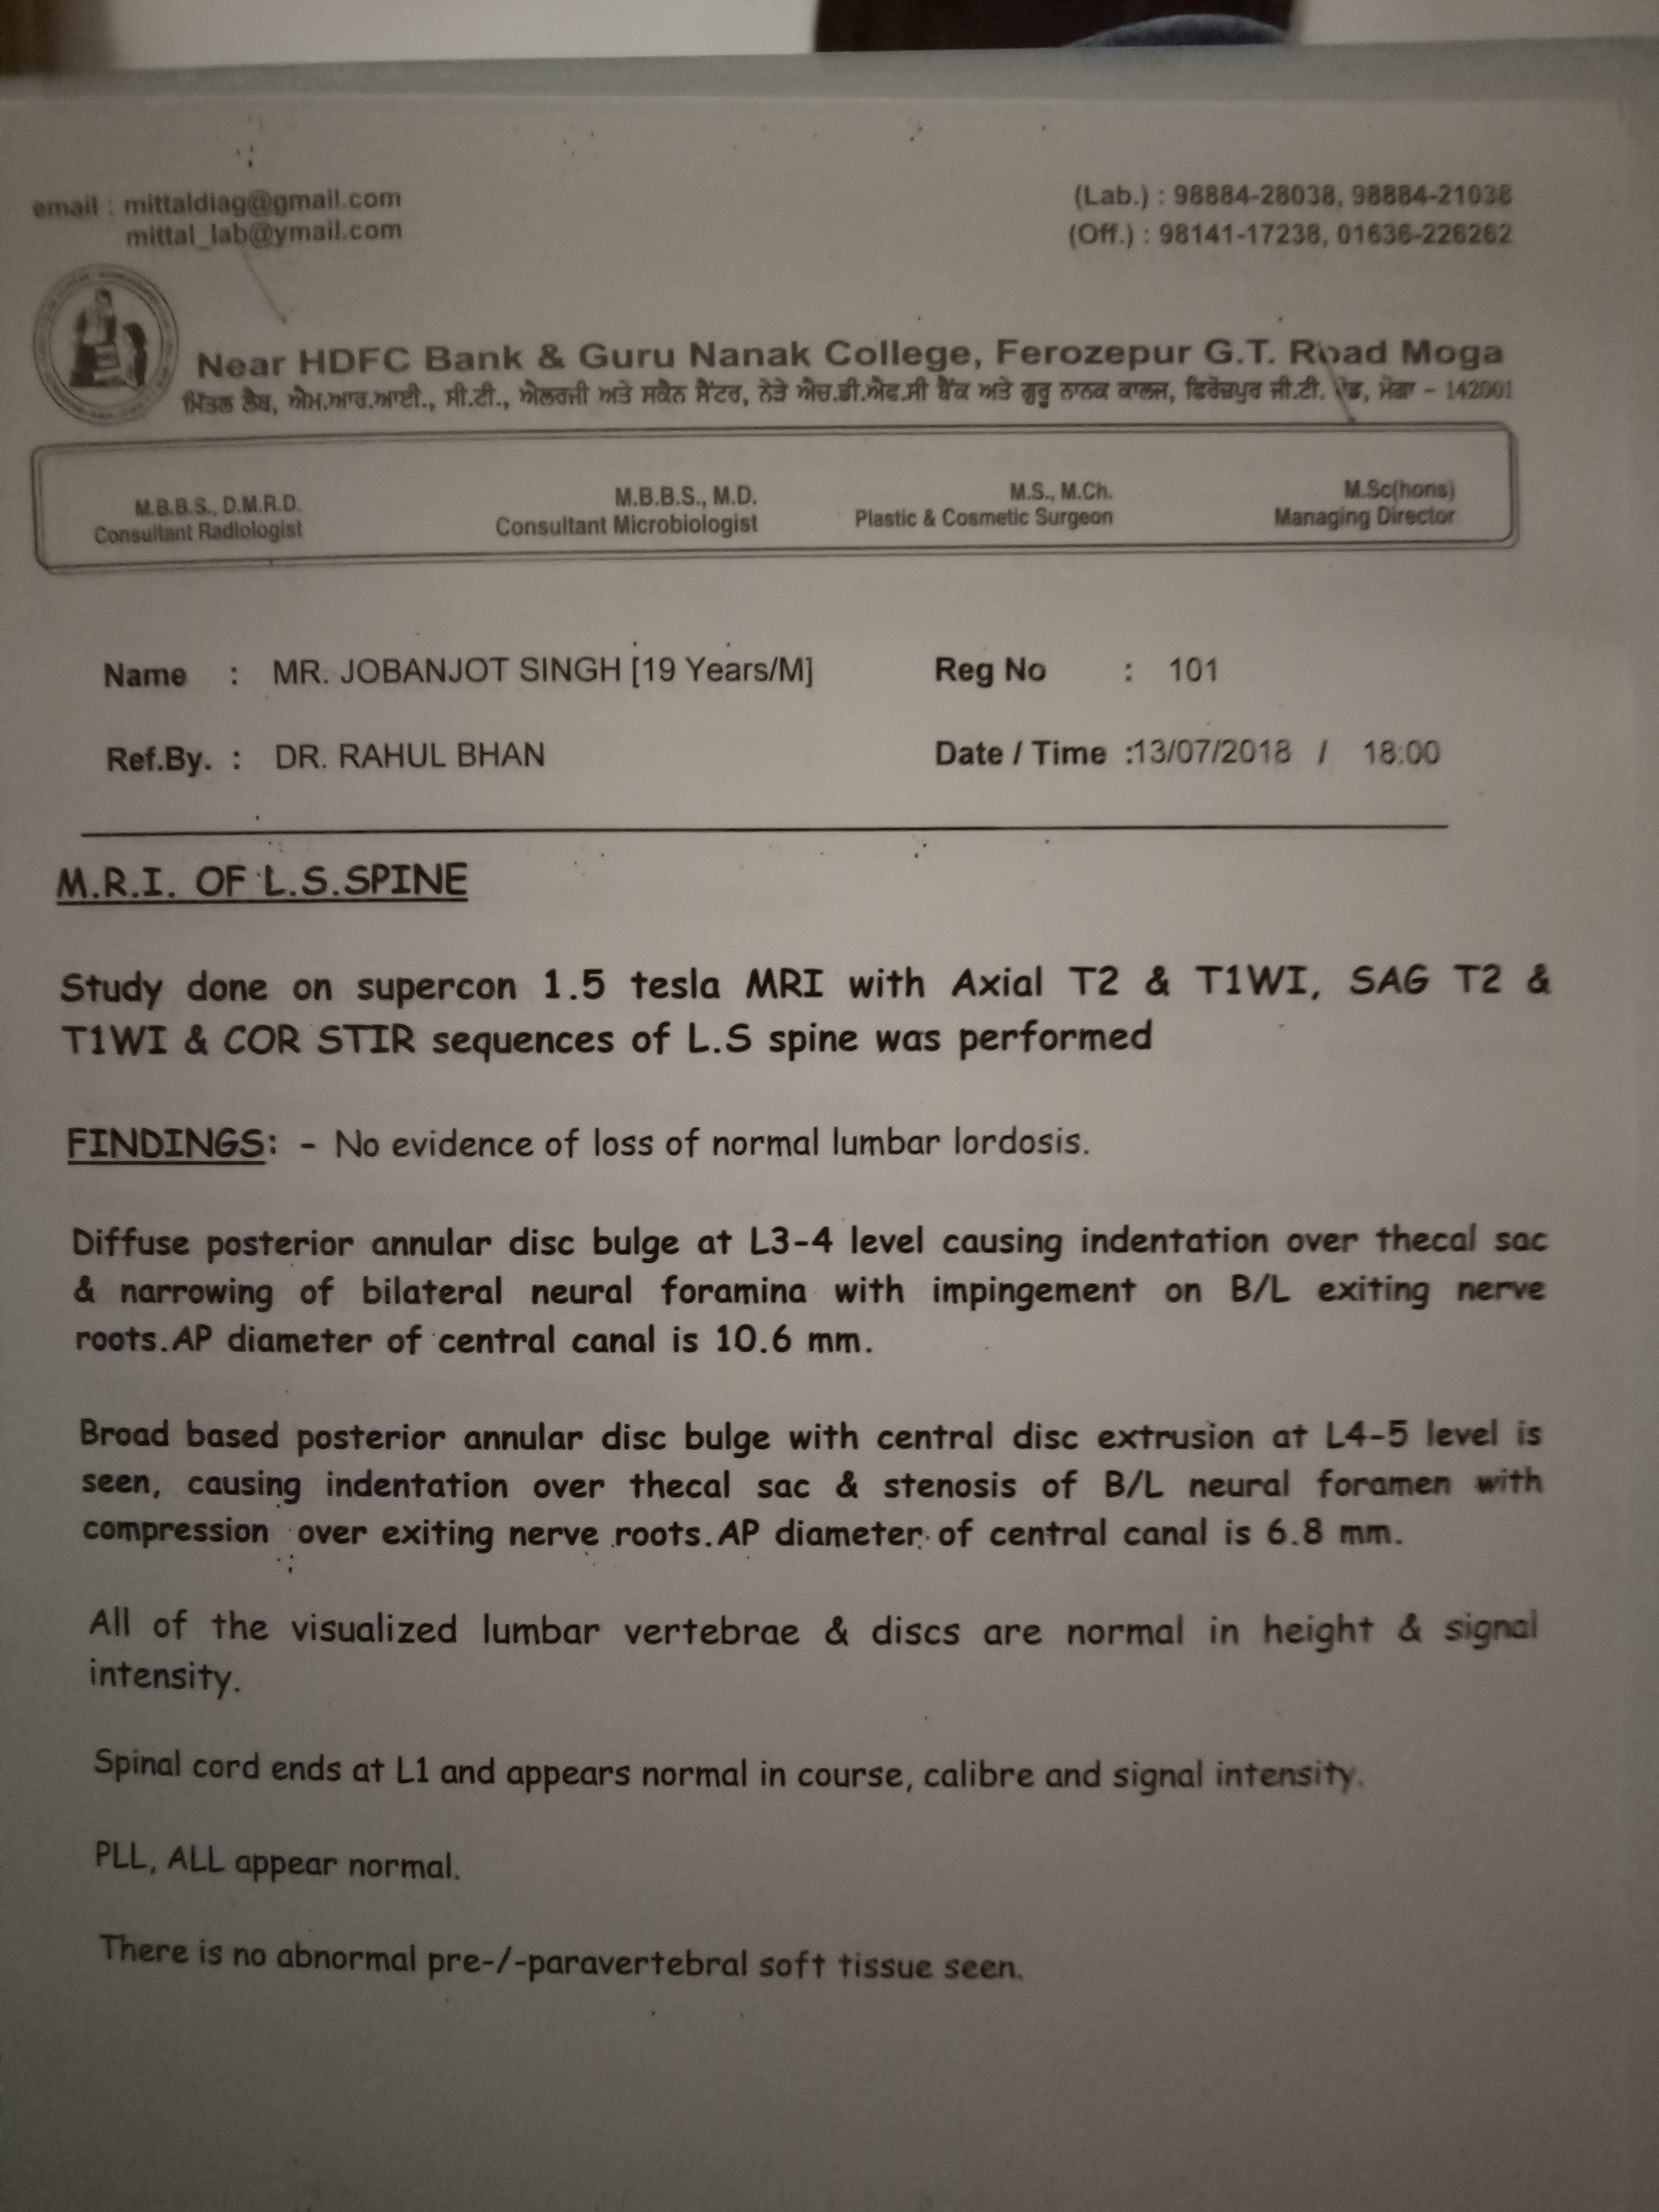 email : mittaldiag@gmail.com
mittal_lab@ymail.com
(Lab.) : 98884-28038, 98884-21038
(Off.) : 98141-17238, 01636-226262
Near HDFC Bank & Guru Nanak College, Ferozepur G.T. Road Moga
ਮਿੱਤਲ ਲੈਬ, ਐਮ.ਆਰ.ਆਈ., ਸੀ.ਟੀ., ਐਲਰਜੀ ਅਤੇ ਸਕੈਨ ਸੈਂਟਰ, ਨੇੜੇ ਐਚ.ਡੀ.ਐਫ.ਸੀ ਬੈਂਕ ਅਤੇ ਗੁਰੂ ਨਾਨਕ ਕਾਲਜ, ਫਿਰੋਜ਼ਪੁਰ ਜੀ.ਟੀ. ਮੋਗਾ - 142001
M.B.B.S., D.M.R.D.
Consultant Radiologist
M.B.B.S., M.D.
Consultant Microbiologist
M.S., M.Ch.
Plastic & Cosmetic Surgeon
M.Sc(hons)
Managing Director
Name : MR. JOBANJOT SINGH [19 Years/M] Reg No : 101
Ref.By. : DR. RAHUL BHAN Date / Time :13/07/2018 / 18:00
M.R.I. OF L.S.SPINE
Study done on supercon 1.5 tesla MRI with Axial T2 & T1WI, SAG T2 &
T1WI & COR STIR sequences of L.S spine was performed
FINDINGS: - No evidence of loss of normal lumbar lordosis.
Diffuse posterior annular disc bulge at L3-4 level causing indentation over thecal sac
& narrowing of bilateral neural foramina with impingement on B/L exiting nerve
roots.AP diameter of central canal is 10.6 mm.
Broad based posterior annular disc bulge with central disc extrusion at L4-5 level is
seen, causing indentation over thecal sac & stenosis of B/L neural foramen with
compression over exiting nerve roots.AP diameter of central canal is 6.8 mm.
All of the visualized lumbar vertebrae & discs are normal in height & signal
intensity.
Spinal cord ends at L1 and appears normal in course, calibre and signal intensity.
PLL, ALL appear normal.
There is no abnormal pre-/-paravertebral soft tissue seen.